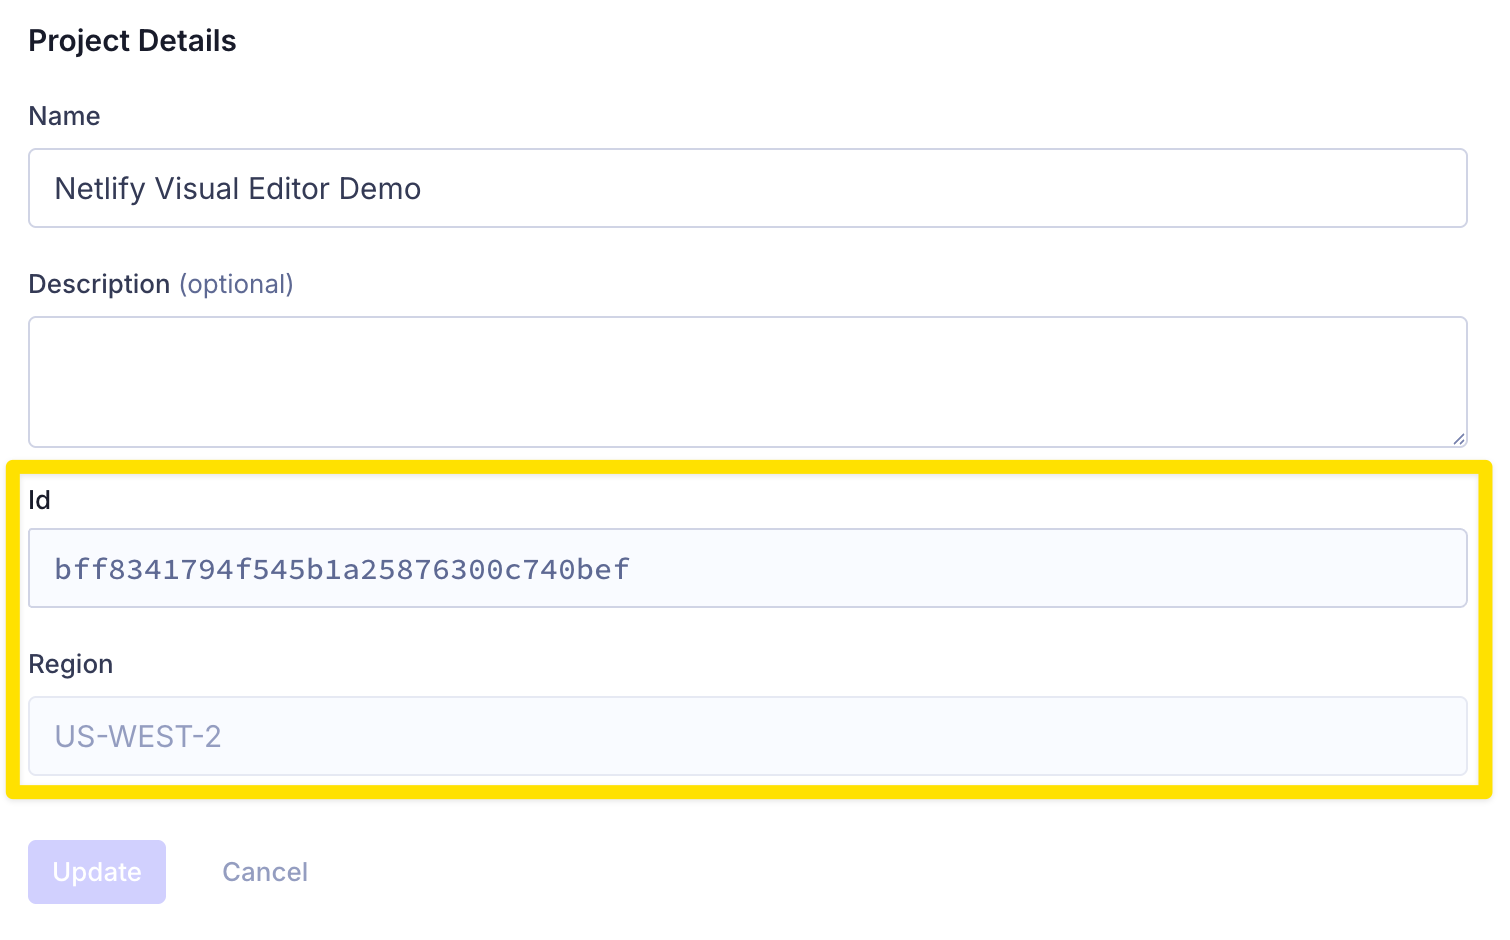 Project Details
Name
Netlify Visual Editor Demo
Description (optional)
Id
bff8341794f545b1a25876300c740bef
Region
US-WEST-2
Update Cancel